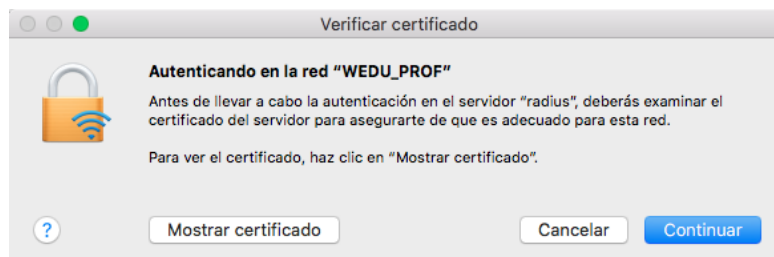 Verificar certificado
Autenticando en la red “WEDU_PROF”
Antes de llevar a cabo la autenticación en el servidor “radius”, deberás examinar el
certificado del servidor para asegurarte de que es adecuado para esta red.
Para ver el certificado, haz clic en “Mostrar certificado”.
? Mostrar certificado Cancelar Continuar